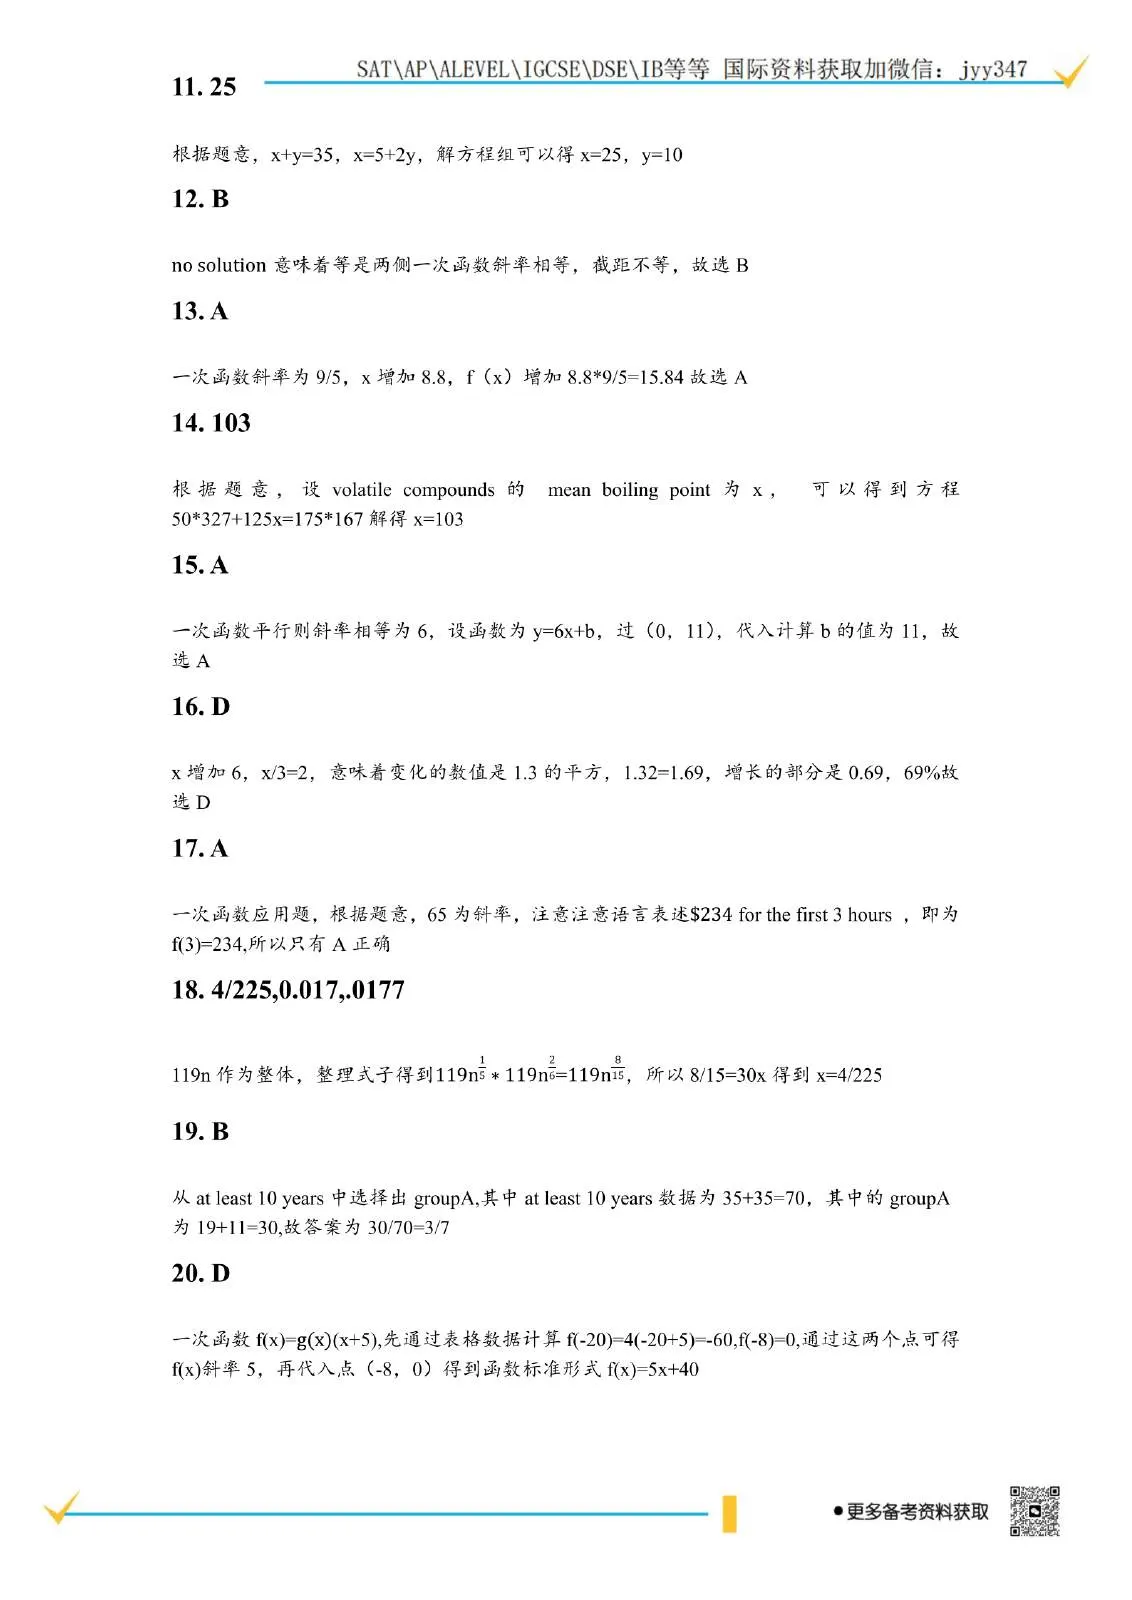 SAT\AP\ALEVEL\IGCSE\DSE\IB等等 国际资料获取加微信：jyy347
11. 25
根据题意，x+y=35，x=5+2y，解方程组可以得 x=25，y=10
12. B
no solution 意味着等是两侧一次函数斜率相等，截距不等，故选 B
13. A
一次函数斜率为 9/5，x 增加 8.8，f（x）增加 8.8*9/5=15.84 故选 A
14. 103
根据题意，设 volatile compounds 的 mean boiling point 为 x， 可以得到方程
50*327+125x=175*167 解得 x=103
15. A
一次函数平行则斜率相等为 6，设函数为 y=6x+b，过（0，11），代入计算 b 的值为 11，故
选 A
16. D
x 增加 6，x/3=2，意味着变化的数值是 1.3 的平方，1.32=1.69，增长的部分是 0.69，69%故
选 D
17. A
一次函数应用题，根据题意，65 为斜率，注意注意语言表述$234 for the first 3 hours ，即为
f(3)=234,所以只有 A 正确
18. 4/225,0.017,.0177
119n 作为整体，整理式子得到119n^(1/5) * 119n^(2/6)=119n^(8/15)，所以 8/15=30x 得到 x=4/225
19. B
从 at least 10 years 中选择出 groupA,其中 at least 10 years 数据为 35+35=70，其中的 groupA
为 19+11=30,故答案为 30/70=3/7
20. D
一次函数 f(x)=g(x)(x+5),先通过表格数据计算 f(-20)=4(-20+5)=-60,f(-8)=0,通过这两个点可得
f(x)斜率 5，再代入点（-8，0）得到函数标准形式 f(x)=5x+40
●更多备考资料获取